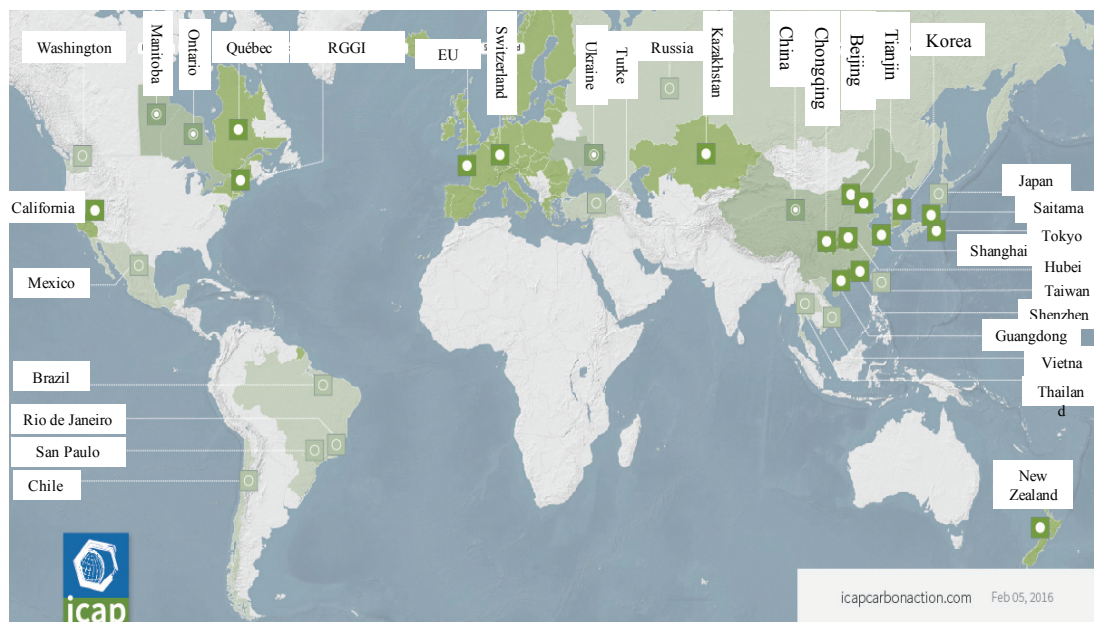 Washington
Manitoba
Ontario
Québec
RGGI
EU
Switzerland
Ukraine
Turke
Russia
Kazakhstan
China
Chongqing
Beijing
Tianjin
Korea
California
Mexico
Brazil
Rio de Janeiro
San Paulo
Chile
Japan
Saitama
Tokyo
Shanghai
Hubei
Taiwan
Shenzhen
Guangdong
Vietna
Thailan
d
New
Zealand
icap
icapcarbonaction.com Feb 05, 2016